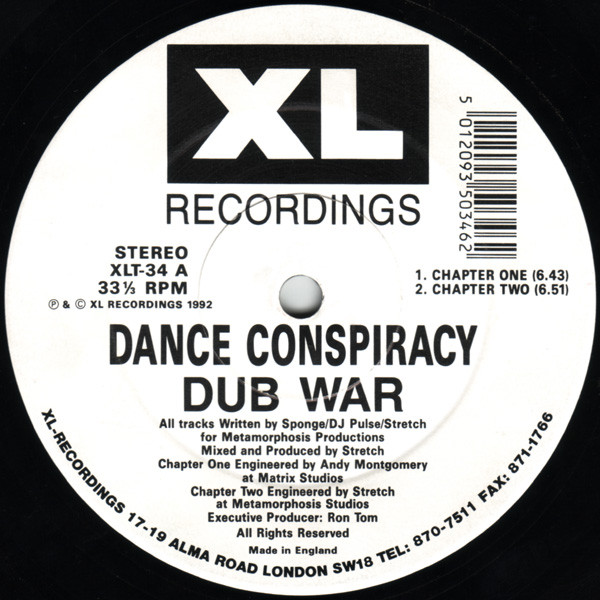 XL
RECORDINGS
5 012093 503462
STEREO
XLT-34 A
33⅓ RPM
℗ & © XL RECORDINGS 1992
1. CHAPTER ONE (6.43)
2. CHAPTER TWO (6.51)
DANCE CONSPIRACY
DUB WAR
All tracks Written by Sponge/DJ Pulse/Stretch
for Metamorphosis Productions
Mixed and Produced by Stretch
Chapter One Engineered by Andy Montgomery
at Matrix Studios
Chapter Two Engineered by Stretch
at Metamorphosis Studios
Executive Producer: Ron Tom
All Rights Reserved
Made in England
XL-RECORDINGS 17-19 ALMA ROAD LONDON SW18 TEL: 870-7511 FAX: 871-1766